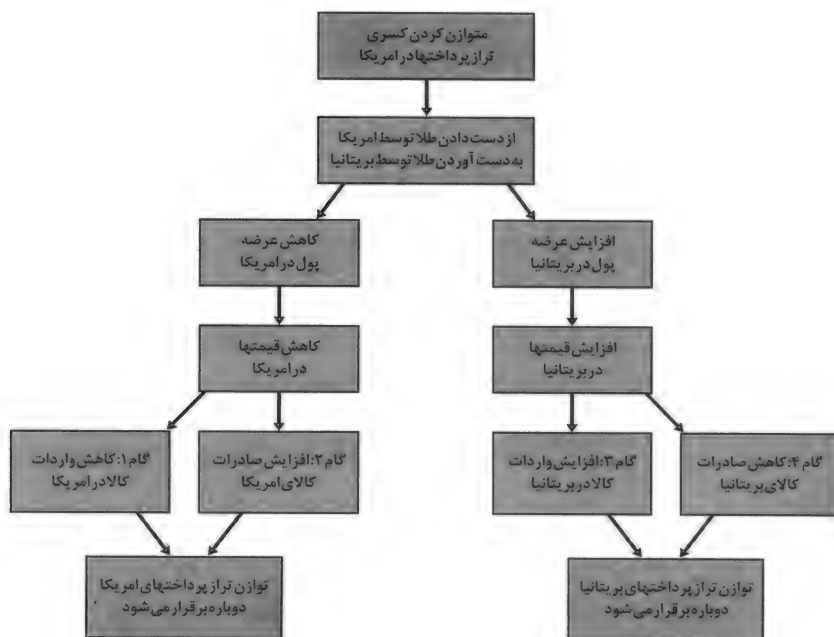 متوازن کردن کسری
تراز پرداختها در امریکا
از دست دادن طلا توسط امریکا
به دست آوردن طلا توسط بریتانیا
افزایش عرضه
پول در بریتانیا
کاهش عرضه
پول در امریکا
افزایش قیمتها
در بریتانیا
کاهش قیمتها
در امریکا
گام ۴: کاهش صادرات
کالای بریتانیا
گام ۳: افزایش واردات
کالا در بریتانیا
گام ۲: افزایش صادرات
کالای امریکا
گام ۱: کاهش واردات
کالا در امریکا
توازن تراز پرداختهای بریتانیا
دوباره برقرار می شود
توازن تراز پرداختهای امریکا
دوباره برقرار می شود